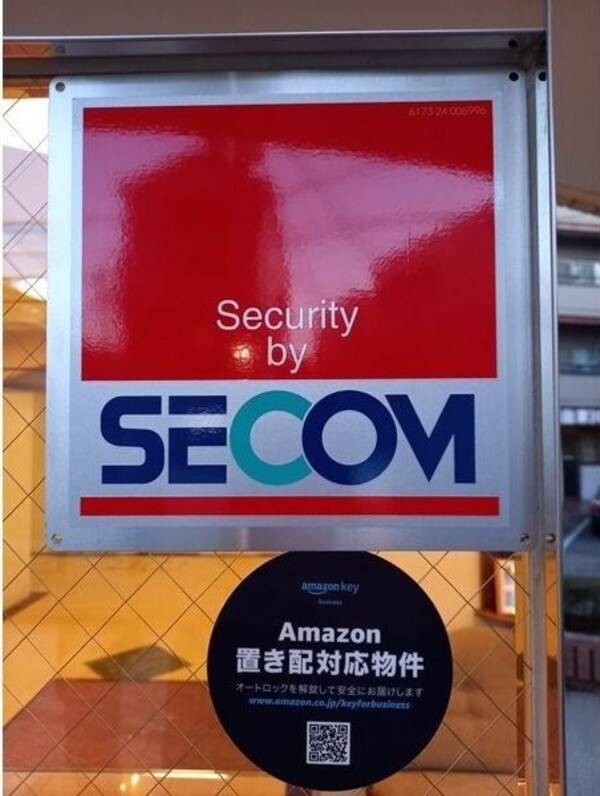 6173 24 006996
Security
by
SECOM
amazon key
business
Amazon
置き配対応物件
オートロックを解錠して安全にお届けします
www.amazon.co.jp/keyforbusiness